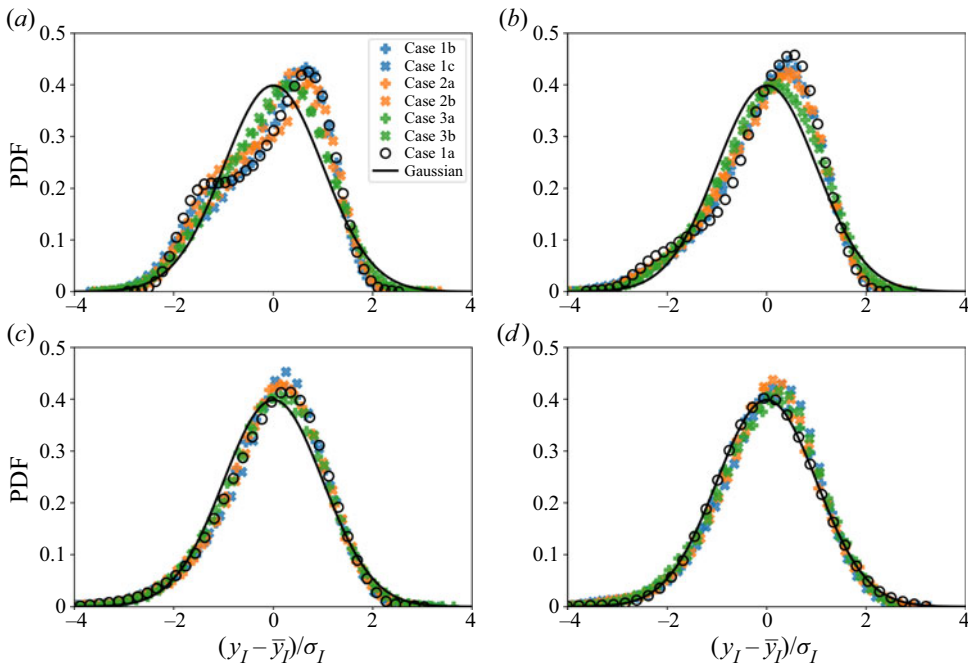 (a)
(b)
0.5
0.4
0.3
0.2
0.1
0
PDF
Case 1b
Case 1c
Case 2a
Case 2b
Case 3a
Case 3b
Case 1a
Gaussian
−4
−2
0
2
4
0.5
0.4
0.3
0.2
0.1
0
−4
−2
0
2
4
(c)
(d)
0.5
0.4
0.3
0.2
0.1
0
PDF
−4
−2
0
2
4
(y_I − ȳ_I)/σ_I
0.5
0.4
0.3
0.2
0.1
0
−4
−2
0
2
4
(y_I − ȳ_I)/σ_I